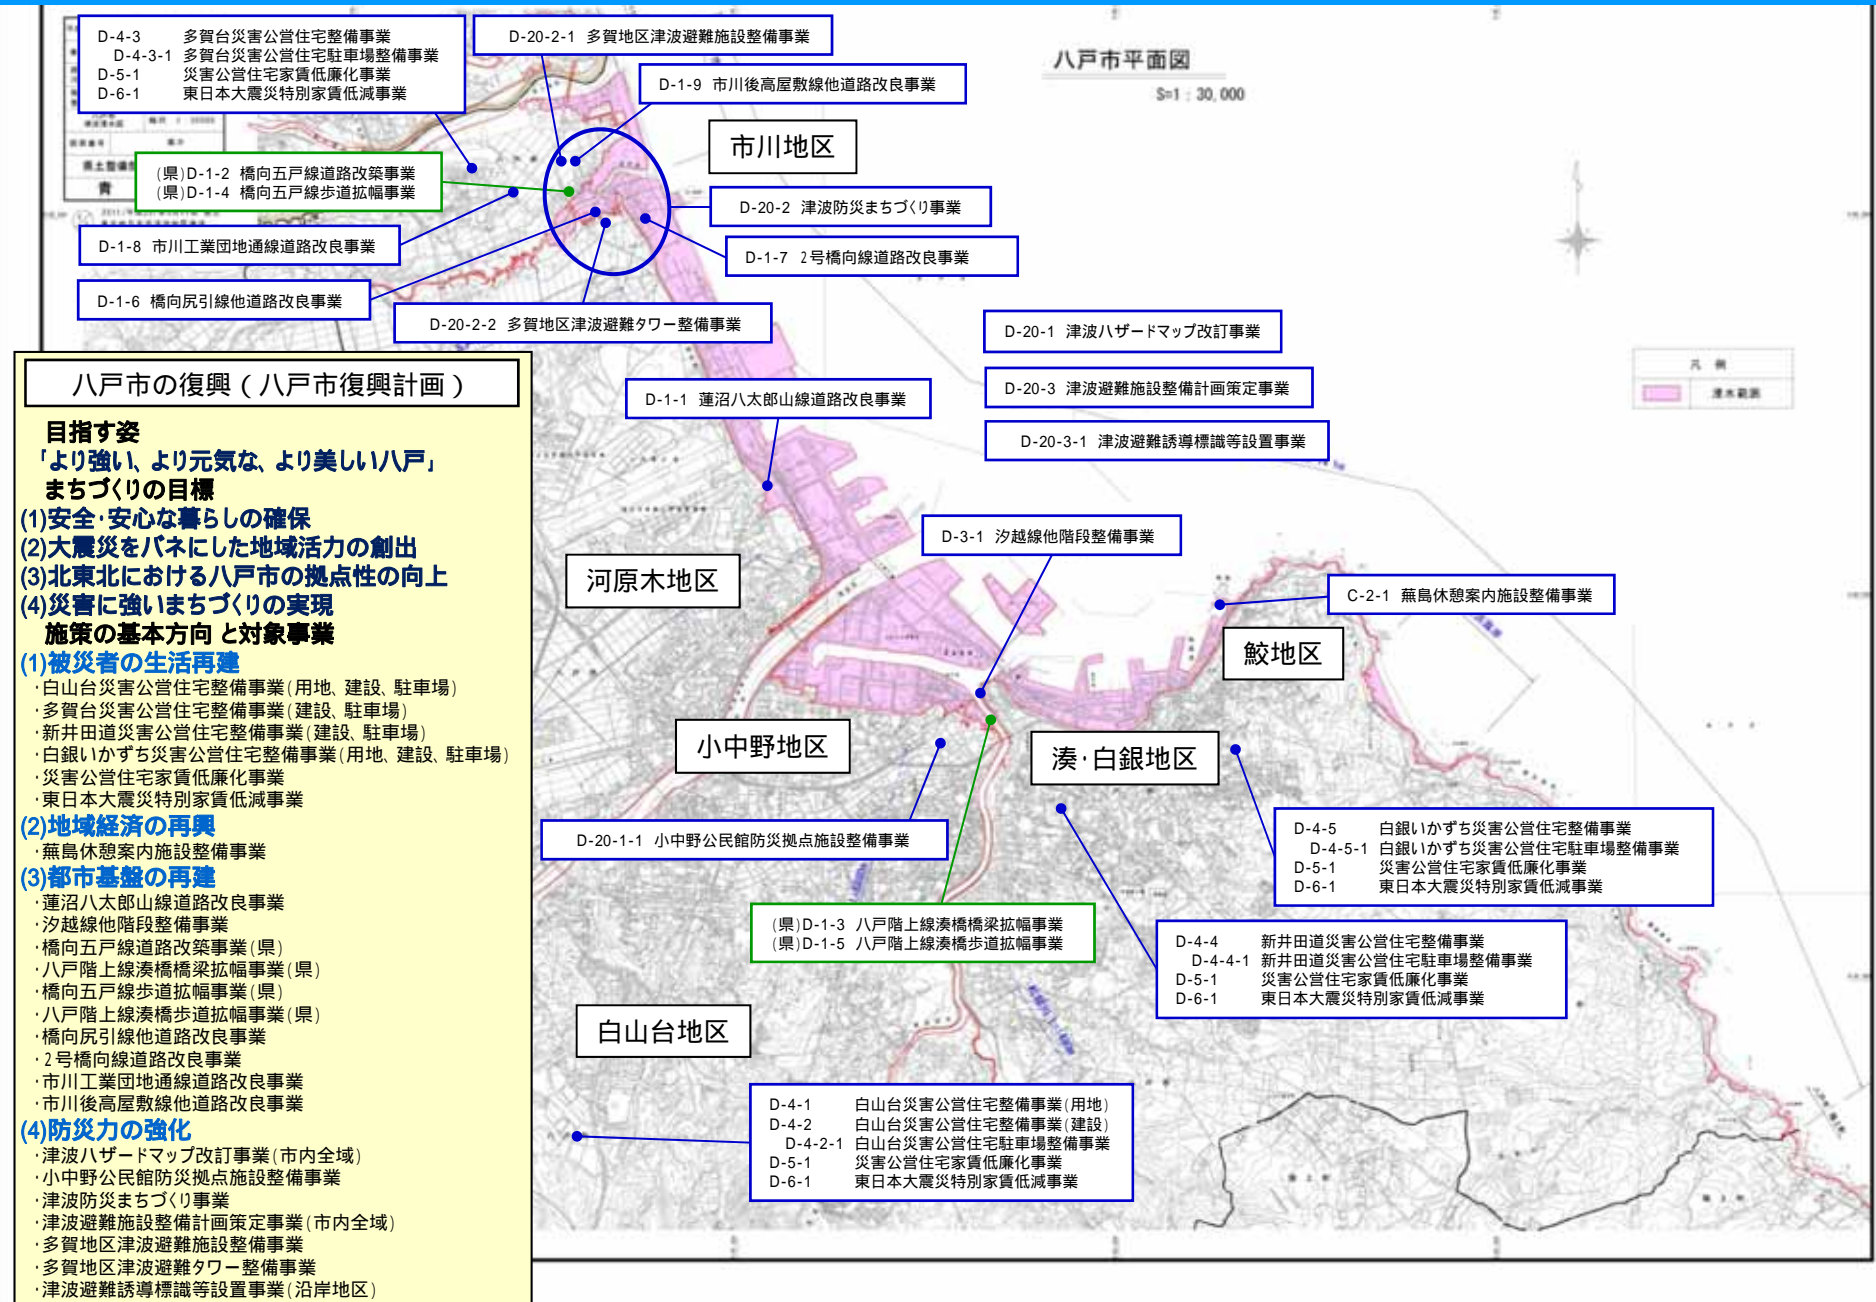 D-4-3 多賀台災害公営住宅整備事業
D-4-3-1 多賀台災害公営住宅駐車場整備事業
D-5-1 災害公営住宅家賃低廉化事業
D-6-1 東日本大震災特別家賃低減事業
D-20-2-1 多賀地区津波避難施設整備事業
D-1-9 市川後高屋敷線他道路改良事業
八戸市平面図
S=1:30,000
市川地区
(県)D-1-2 橋向五戸線道路改築事業
(県)D-1-4 橋向五戸線歩道拡幅事業
D-20-2 津波防災まちづくり事業
D-1-8 市川工業団地通線道路改良事業
D-1-7 2号橋向線道路改良事業
D-1-6 橋向尻引線他道路改良事業
D-20-2-2 多賀地区津波避難タワー整備事業
D-20-1 津波ハザードマップ改訂事業
D-20-3 津波避難施設整備計画策定事業
D-20-3-1 津波避難誘導標識等設置事業
凡例
浸水範囲
D-1-1 蓮沼八太郎山線道路改良事業
D-3-1 汐越線他階段整備事業
河原木地区
C-2-1 蕪島休憩案内施設整備事業
鮫地区
小中野地区
湊・白銀地区
D-20-1-1 小中野公民館防災拠点施設整備事業
D-4-5 白銀いかずち災害公営住宅整備事業
D-4-5-1 白銀いかずち災害公営住宅駐車場整備事業
D-5-1 災害公営住宅家賃低廉化事業
D-6-1 東日本大震災特別家賃低減事業
(県)D-1-3 八戸階上線湊橋橋梁拡幅事業
(県)D-1-5 八戸階上線湊橋歩道拡幅事業
D-4-4 新井田道災害公営住宅整備事業
D-4-4-1 新井田道災害公営住宅駐車場整備事業
D-5-1 災害公営住宅家賃低廉化事業
D-6-1 東日本大震災特別家賃低減事業
白山台地区
D-4-1 白山台災害公営住宅整備事業(用地)
D-4-2 白山台災害公営住宅整備事業(建設)
D-4-2-1 白山台災害公営住宅駐車場整備事業
D-5-1 災害公営住宅家賃低廉化事業
D-6-1 東日本大震災特別家賃低減事業
八戸市の復興(八戸市復興計画)
目指す姿
「より強い、より元気な、より美しい八戸」
まちづくりの目標
(1)安全・安心な暮らしの確保
(2)大震災をバネにした地域活力の創出
(3)北東北における八戸市の拠点性の向上
(4)災害に強いまちづくりの実現
施策の基本方向と対象事業
(1)被災者の生活再建
・白山台災害公営住宅整備事業(用地、建設、駐車場)
・多賀台災害公営住宅整備事業(建設、駐車場)
・新井田道災害公営住宅整備事業(建設、駐車場)
・白銀いかずち災害公営住宅整備事業(用地、建設、駐車場)
・災害公営住宅家賃低廉化事業
・東日本大震災特別家賃低減事業
(2)地域経済の再興
・蕪島休憩案内施設整備事業
(3)都市基盤の再建
・蓮沼八太郎山線道路改良事業
・汐越線他階段整備事業
・橋向五戸線道路改築事業(県)
・八戸階上線湊橋橋梁拡幅事業(県)
・橋向五戸線歩道拡幅事業(県)
・八戸階上線湊橋歩道拡幅事業(県)
・橋向尻引線他道路改良事業
・2号橋向線道路改良事業
・市川工業団地通線道路改良事業
・市川後高屋敷線他道路改良事業
(4)防災力の強化
・津波ハザードマップ改訂事業(市内全域)
・小中野公民館防災拠点施設整備事業
・津波防災まちづくり事業
・津波避難施設整備計画策定事業(市内全域)
・多賀地区津波避難施設整備事業
・多賀地区津波避難タワー整備事業
・津波避難誘導標識等設置事業(沿岸地区)